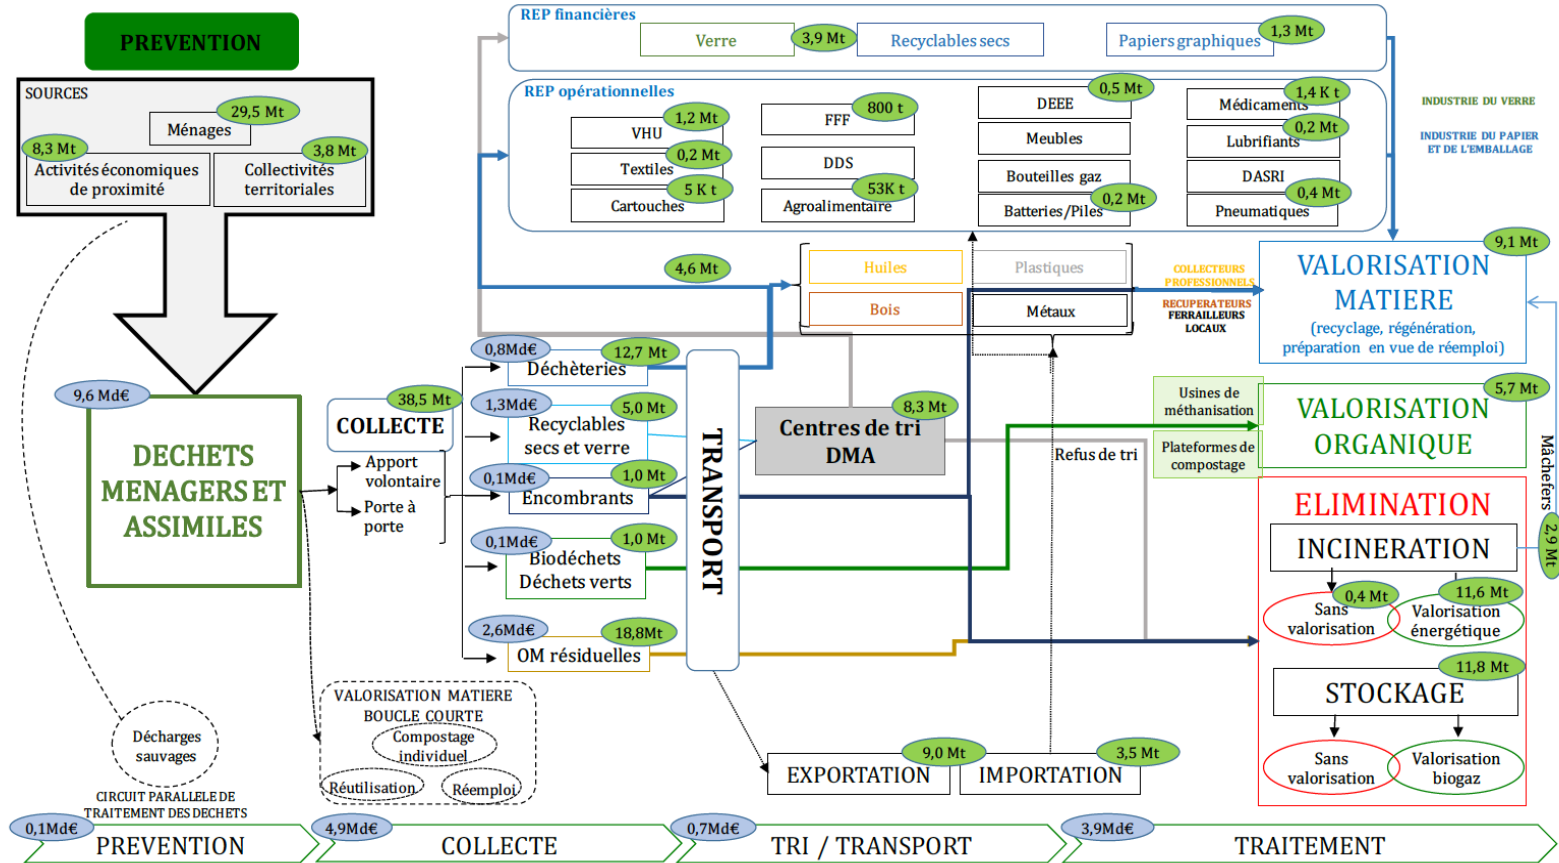 PREVENTION
SOURCES
29,5 Mt
Ménages
8,3 Mt
Activités économiques
de proximité
3,8 Mt
Collectivités
territoriales
REP financières
Verre
3,9 Mt
Recyclables secs
Papiers graphiques
1,3 Mt
REP opérationnelles
VHU
1,2 Mt
Textiles
0,2 Mt
Cartouches
5 K t
FFF
800 t
DDS
Agroalimentaire
53K t
DEEE
0,5 Mt
Meubles
Bouteilles gaz
Batteries/Piles
0,2 Mt
Médicaments
1,4 K t
Lubrifiants
0,2 Mt
DASRI
Pneumatiques
0,4 Mt
INDUSTRIE DU VERRE
INDUSTRIE DU PAPIER
ET DE L'EMBALLAGE
4,6 Mt
Huiles
Plastiques
Bois
Métaux
COLLECTEURS
PROFESSIONNELS
RECUPERATEURS
FERRAILLEURS
LOCAUX
9,1 Mt
VALORISATION
MATIERE
(recyclage, régénération,
préparation en vue de réemploi)
9,6 Md€
DECHETS
MENAGERS ET
ASSIMILES
38,5 Mt
COLLECTE
Apport
volontaire
Porte à
porte
0,8Md€
12,7 Mt
Déchèteries
1,3Md€
5,0 Mt
Recyclables
secs et verre
0,1Md€
1,0 Mt
Encombrants
0,1Md€
1,0 Mt
Biodéchets
Déchets verts
2,6Md€
18,8Mt
OM résiduelles
TRANSPORT
8,3 Mt
Centres de tri
DMA
Refus de tri
Usines de
méthanisation
Plateformes de
compostage
5,7 Mt
VALORISATION
ORGANIQUE
Mâchefers
2,9 Mt
ELIMINATION
INCINERATION
0,4 Mt
Sans
valorisation
11,6 Mt
Valorisation
énergétique
11,8 Mt
STOCKAGE
Sans
valorisation
Valorisation
biogaz
Décharges
sauvages
CIRCUIT PARALLELE DE
TRAITEMENT DES DECHETS
VALORISATION MATIERE
BOUCLE COURTE
Compostage
individuel
Réutilisation
Réemploi
9,0 Mt
EXPORTATION
3,5 Mt
IMPORTATION
0,1Md€
PREVENTION
4,9Md€
COLLECTE
0,7Md€
TRI / TRANSPORT
3,9Md€
TRAITEMENT